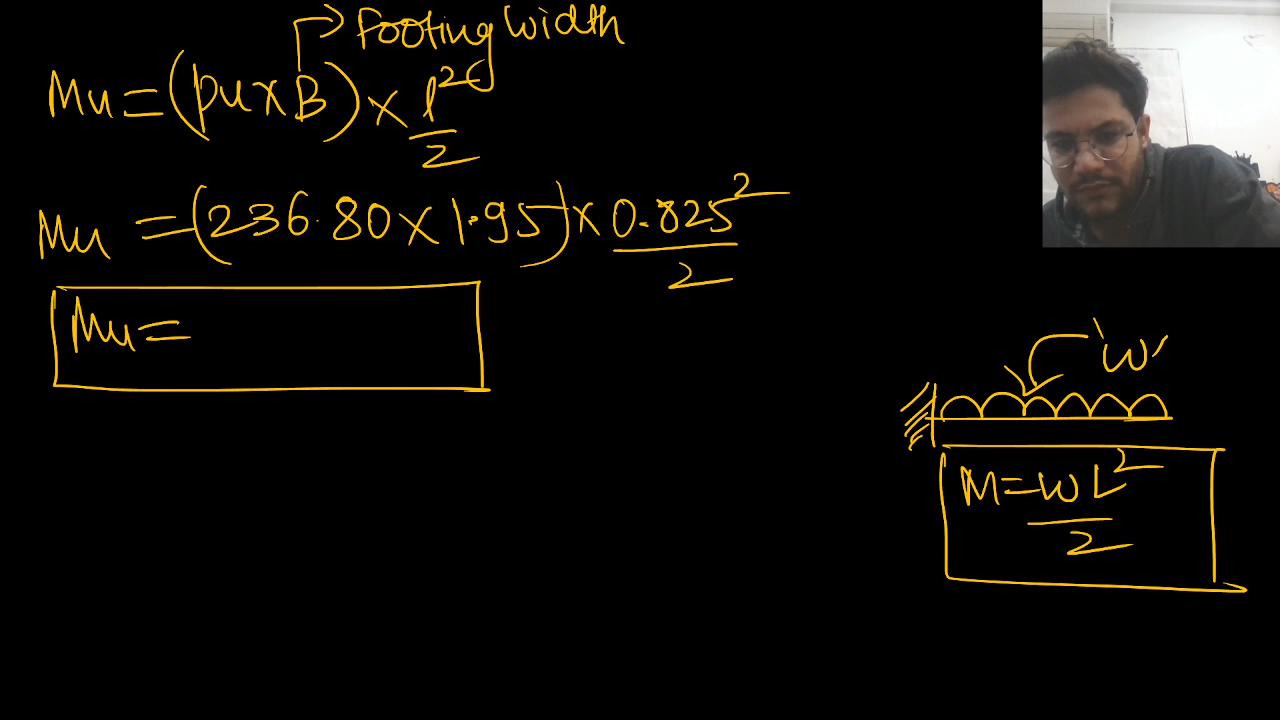 footing width
Mu = (pu x B) x l²/2
Mu = (236.80 x 1.95) x 0.825²/2
Mu =
'w'
M = wL²/2